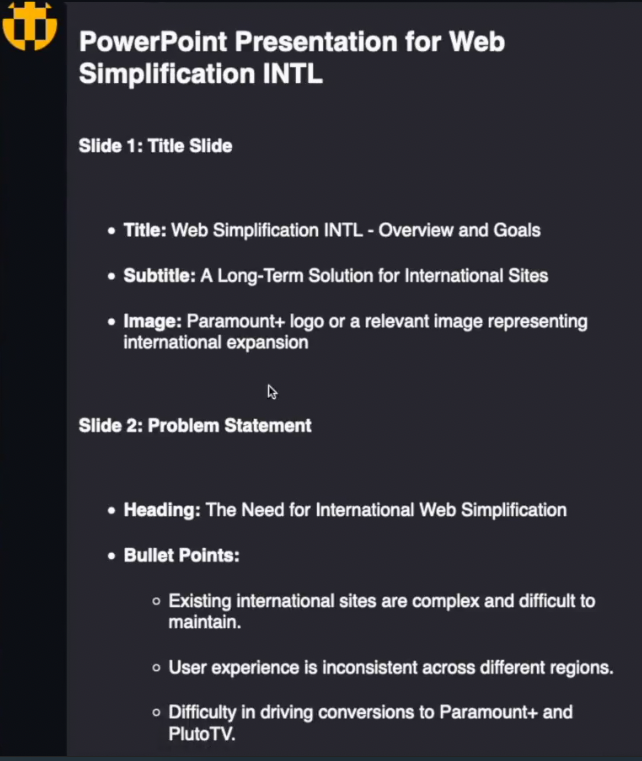 PowerPoint Presentation for Web
Simplification INTL
Slide 1: Title Slide
• Title: Web Simplification INTL - Overview and Goals
• Subtitle: A Long-Term Solution for International Sites
• Image: Paramount+ logo or a relevant image representing
international expansion
Slide 2: Problem Statement
• Heading: The Need for International Web Simplification
• Bullet Points:
◦ Existing international sites are complex and difficult to
maintain.
◦ User experience is inconsistent across different regions.
◦ Difficulty in driving conversions to Paramount+ and
PlutoTV.